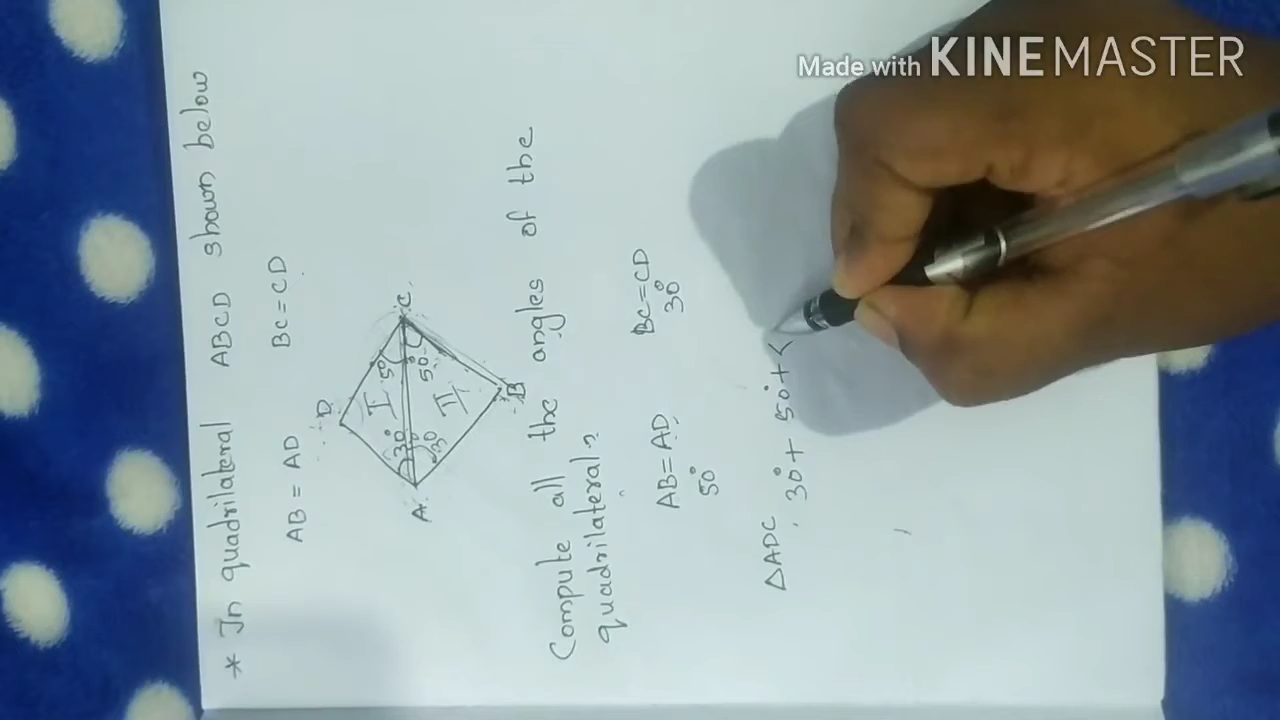 Made with KINEMASTER
* In quadrilateral ABCD shown below
AB = AD BC = CD
D
I 50°
30° C
A 30 50°
II
B
Compute all the angles of the
quadrilateral?
AB = AD BC = CD
50° 30°
△ADC, 30° + 50° + <